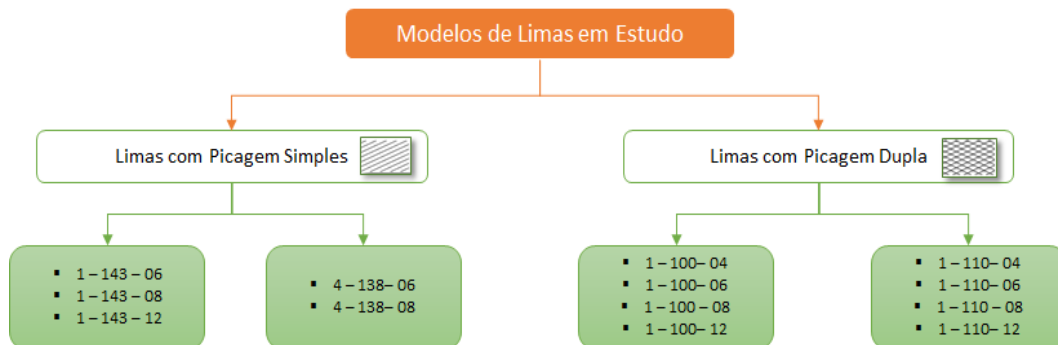 Modelos de Limas em Estudo
Limas com Picagem Simples
Limas com Picagem Dupla
▪ 1 – 143 – 06
▪ 1 – 143 – 08
▪ 1 – 143 – 12
▪ 4 – 138 – 06
▪ 4 – 138 – 08
▪ 1 – 100– 04
▪ 1 – 100– 06
▪ 1 – 100 – 08
▪ 1 – 100– 12
▪ 1 – 110– 04
▪ 1 – 110– 06
▪ 1 – 110 – 08
▪ 1 – 110– 12